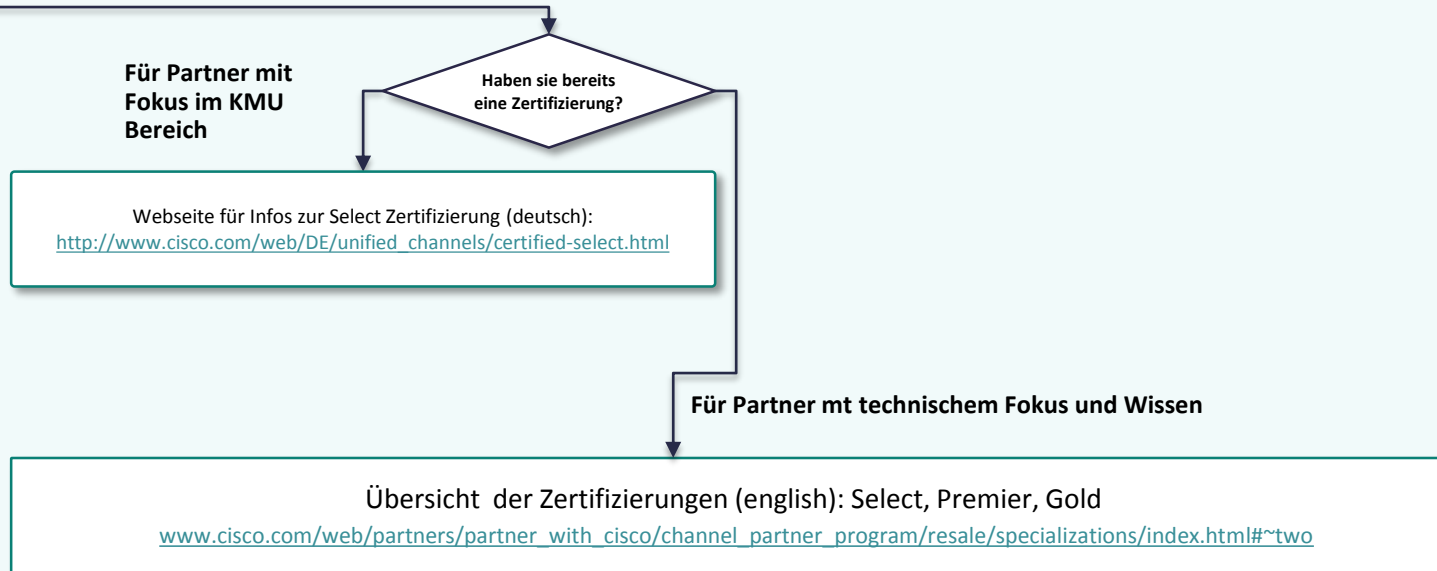 Für Partner mit
Fokus im KMU
Bereich
Haben sie bereits
eine Zertifizierung?
Webseite für Infos zur Select Zertifizierung (deutsch):
http://www.cisco.com/web/DE/unified_channels/certified-select.html
Für Partner mt technischem Fokus und Wissen
Übersicht der Zertifizierungen (english): Select, Premier, Gold
www.cisco.com/web/partners/partner_with_cisco/channel_partner_program/resale/specializations/index.html#~two